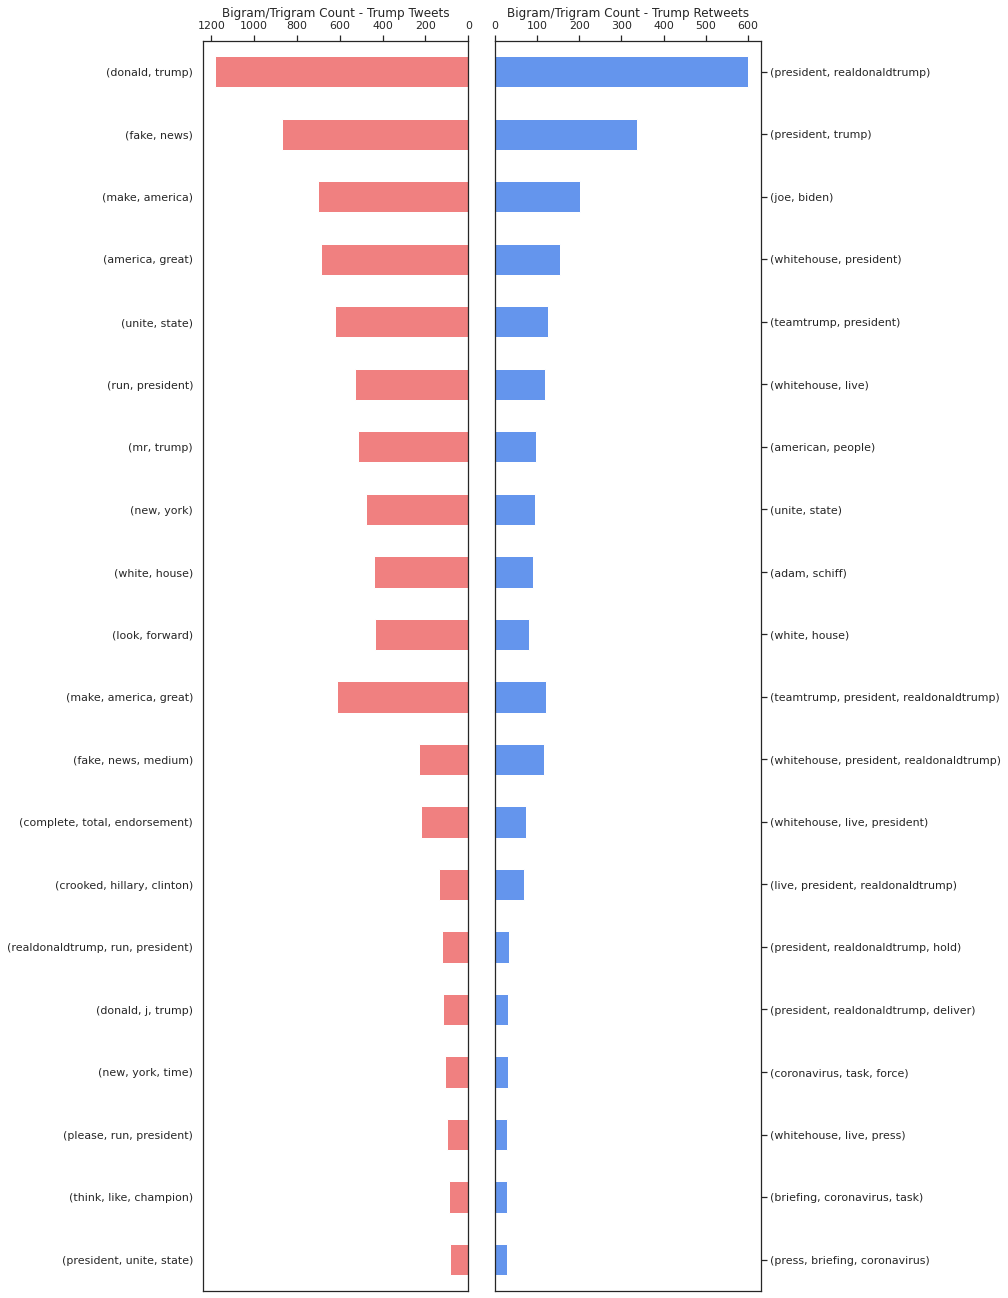 Bigram/Trigram Count - Trump Tweets
Bigram/Trigram Count - Trump Retweets
1200 1000 800 600 400 200 0
0 100 200 300 400 500 600
(donald, trump)
(president, realdonaldtrump)
(fake, news)
(president, trump)
(make, america)
(joe, biden)
(america, great)
(whitehouse, president)
(unite, state)
(teamtrump, president)
(run, president)
(whitehouse, live)
(mr, trump)
(american, people)
(new, york)
(unite, state)
(white, house)
(adam, schiff)
(look, forward)
(white, house)
(make, america, great)
(teamtrump, president, realdonaldtrump)
(fake, news, medium)
(whitehouse, president, realdonaldtrump)
(complete, total, endorsement)
(whitehouse, live, president)
(crooked, hillary, clinton)
(live, president, realdonaldtrump)
(realdonaldtrump, run, president)
(president, realdonaldtrump, hold)
(donald, j, trump)
(president, realdonaldtrump, deliver)
(new, york, time)
(coronavirus, task, force)
(please, run, president)
(whitehouse, live, press)
(think, like, champion)
(briefing, coronavirus, task)
(president, unite, state)
(press, briefing, coronavirus)